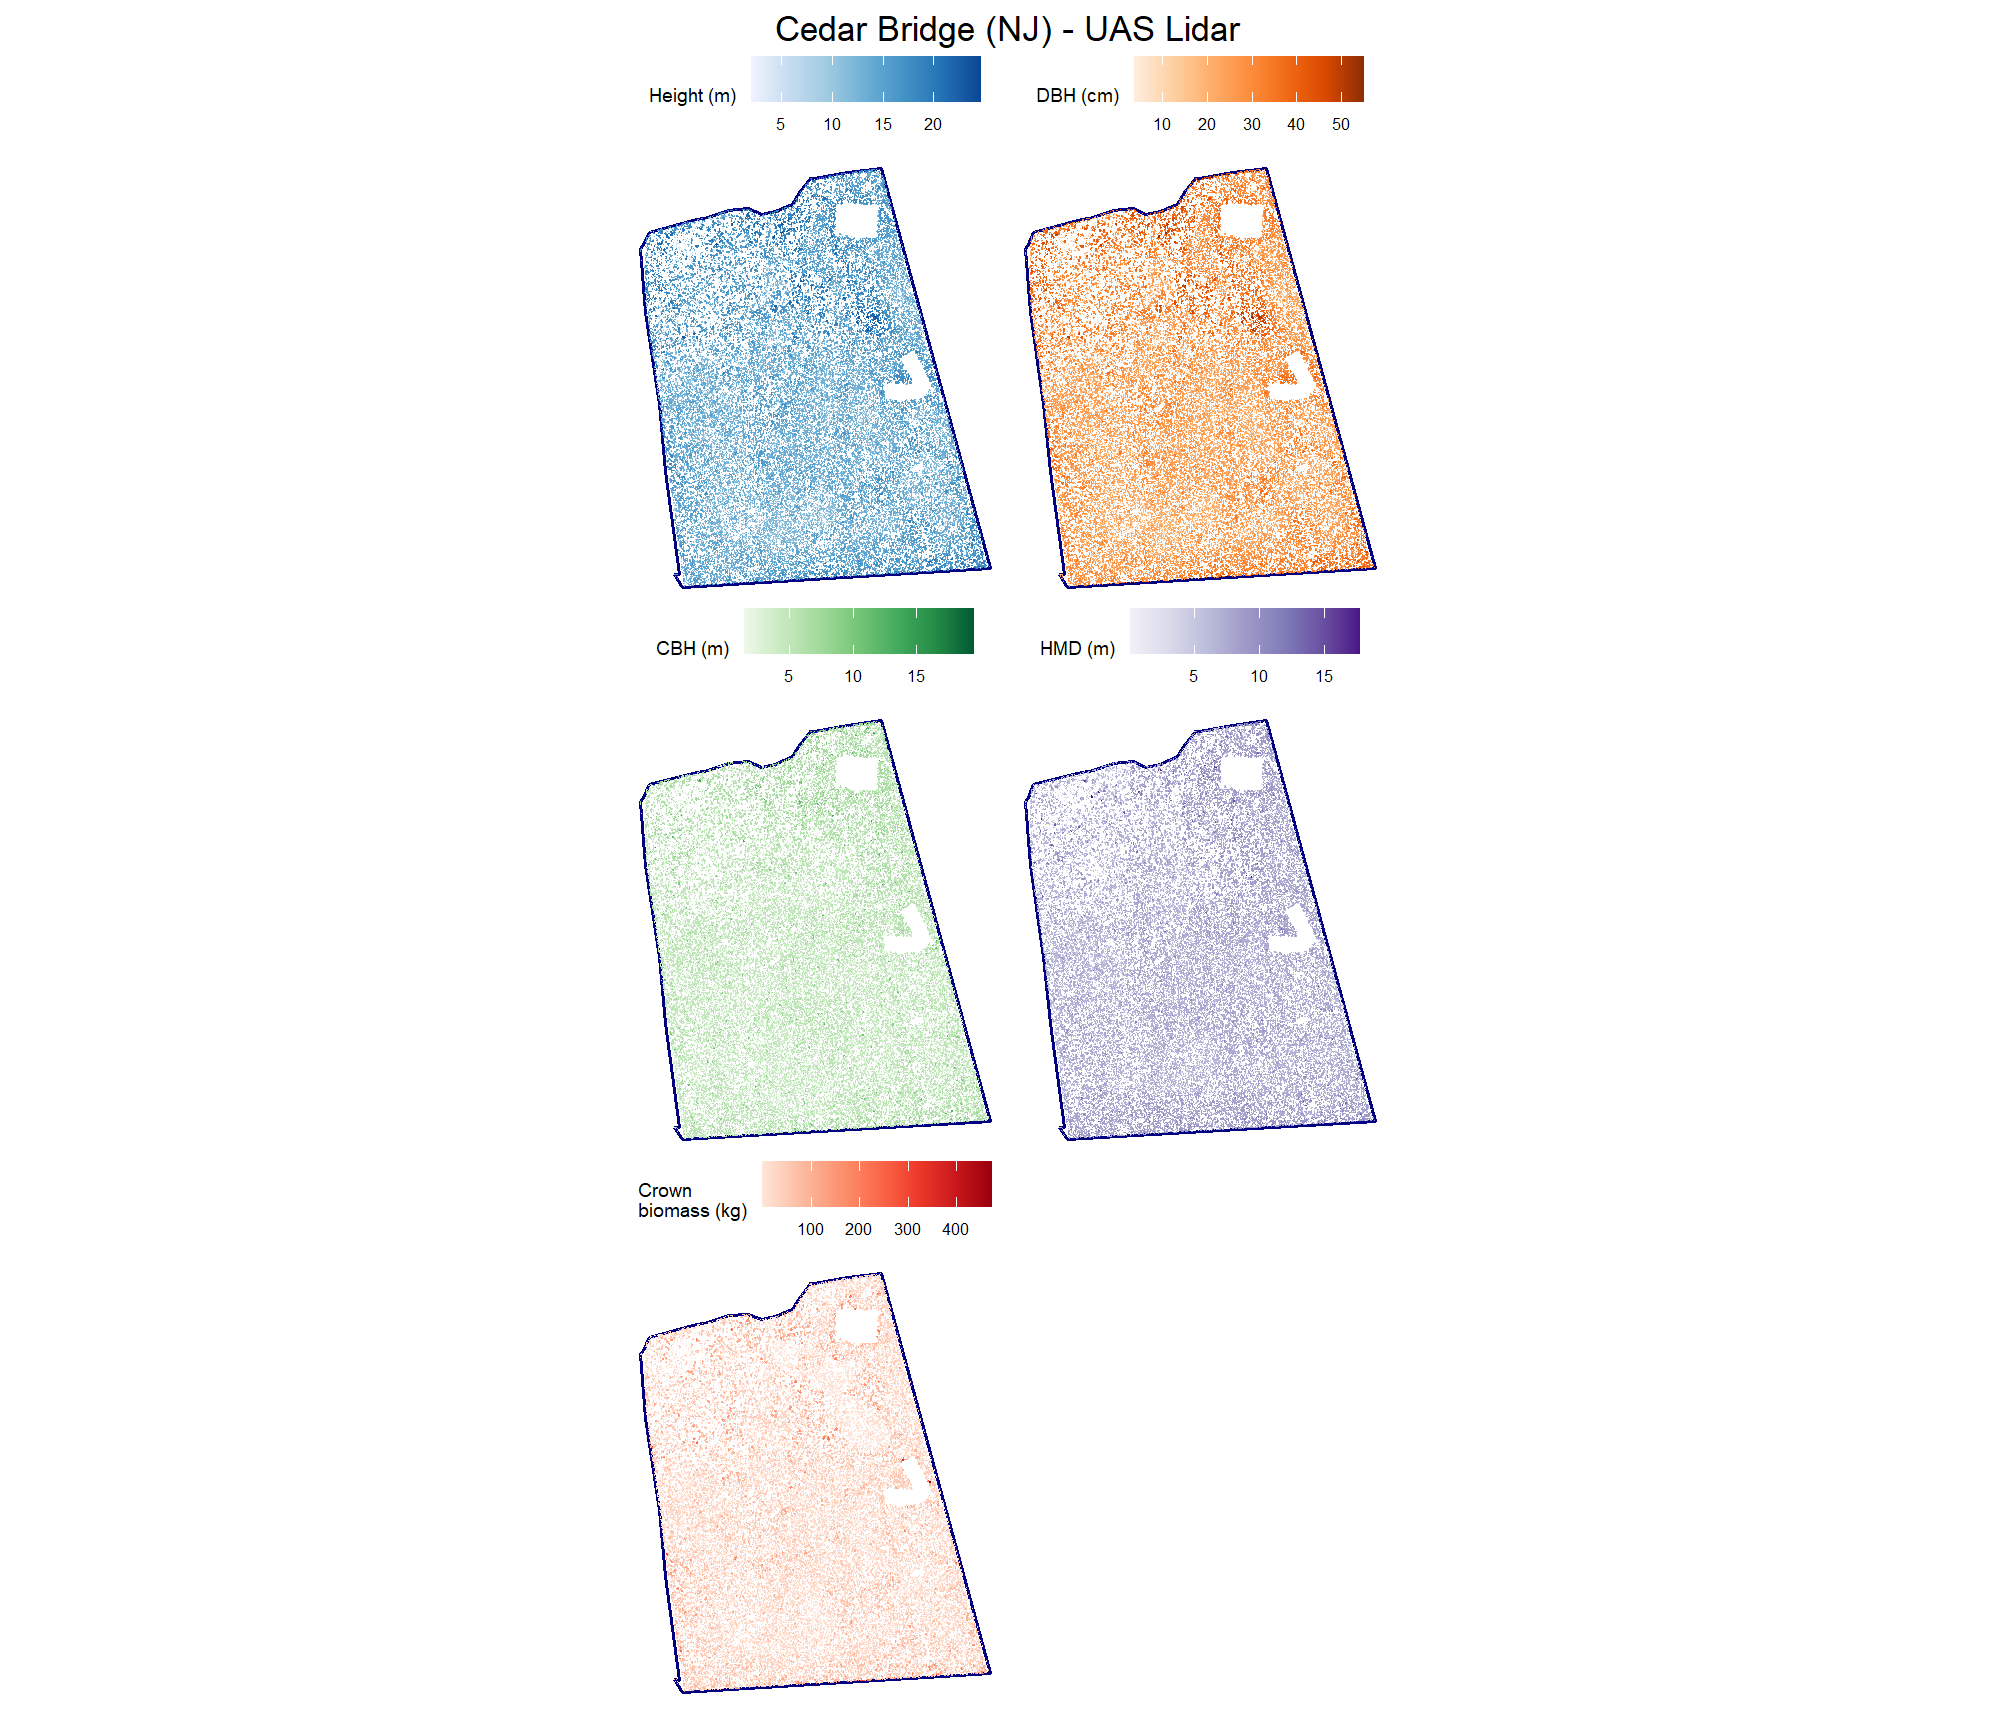 Cedar Bridge (NJ) - UAS Lidar
Height (m)
5 10 15 20
DBH (cm)
10 20 30 40 50
CBH (m)
5 10 15
HMD (m)
5 10 15
Crown
biomass (kg)
100 200 300 400